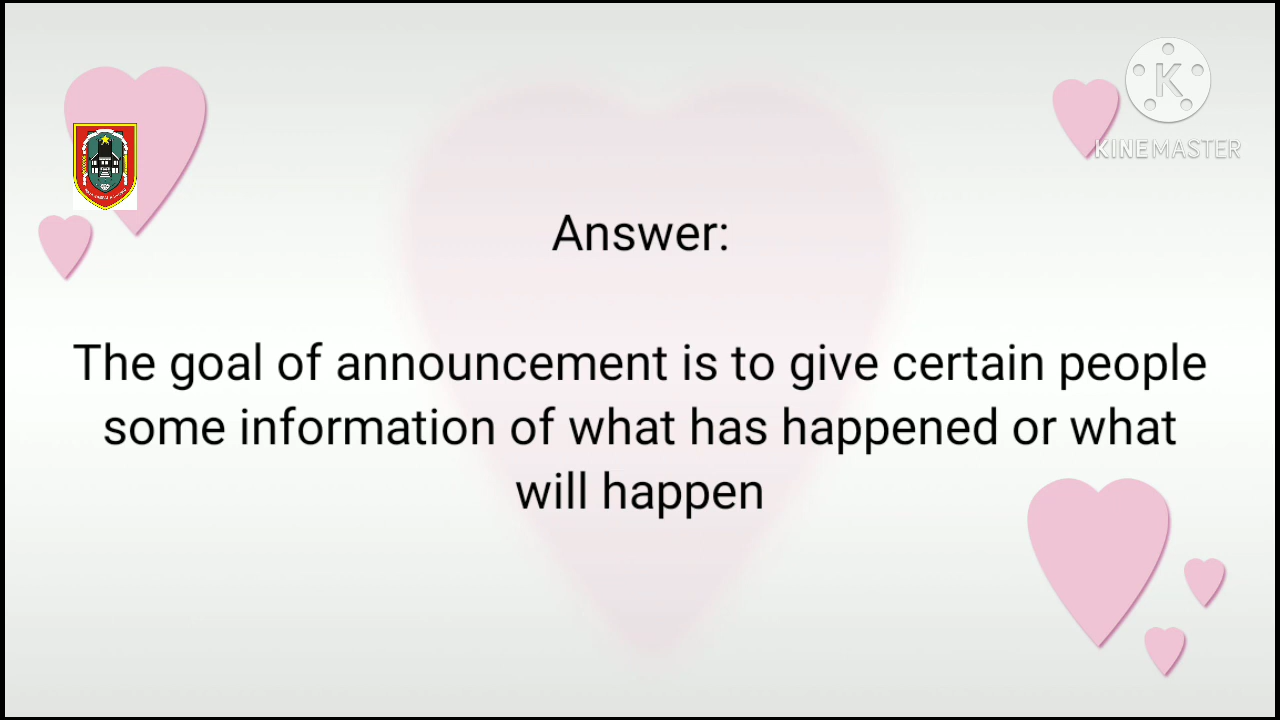 KINEMASTER
Answer:
The goal of announcement is to give certain people
some information of what has happened or what
will happen